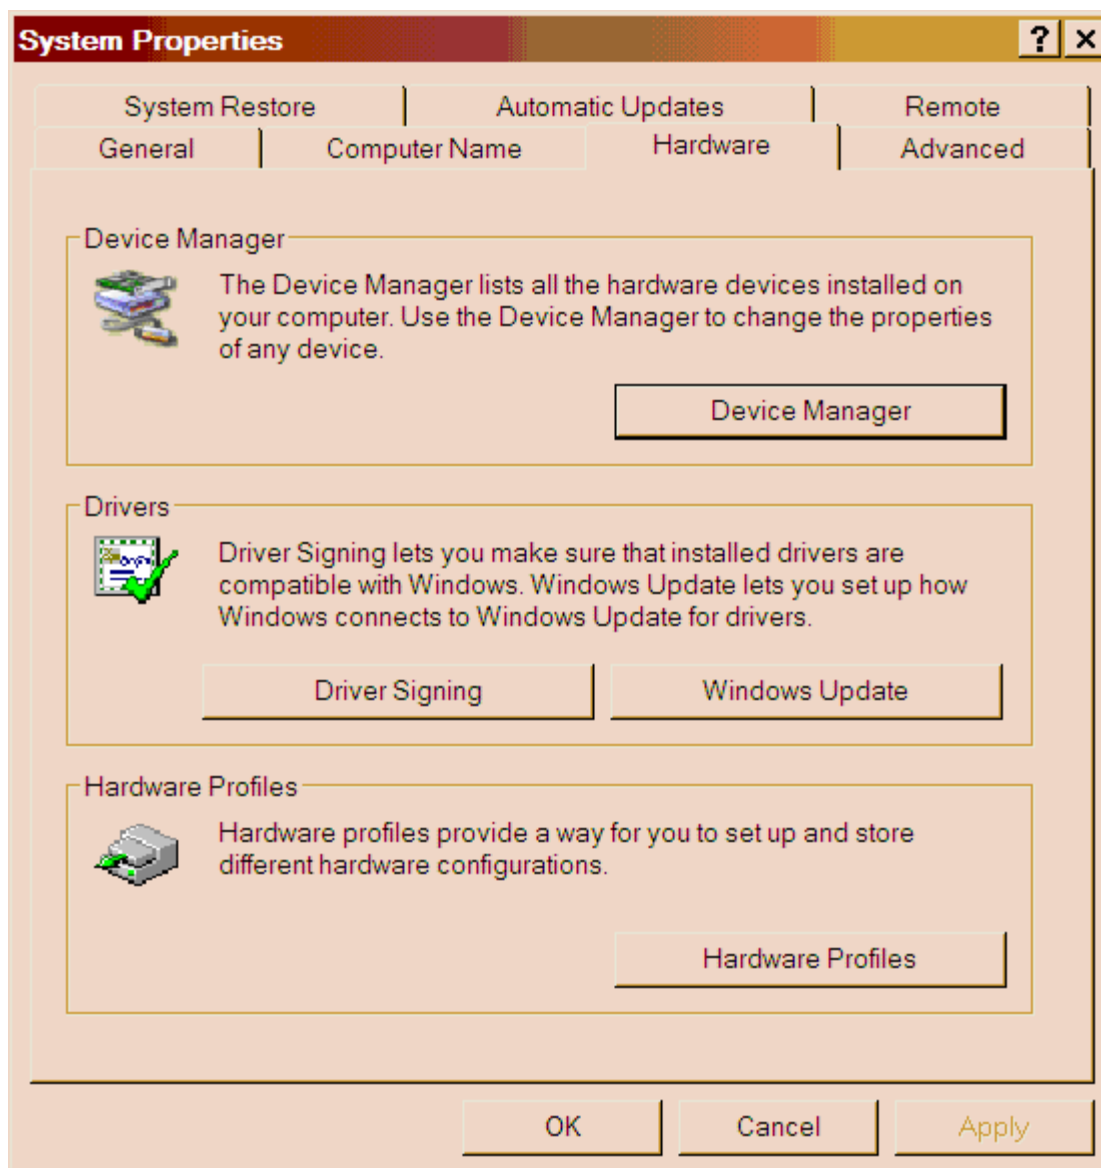 System Properties
System Restore Automatic Updates Remote
General Computer Name Hardware Advanced
Device Manager
The Device Manager lists all the hardware devices installed on
your computer. Use the Device Manager to change the properties
of any device.
Device Manager
Drivers
Driver Signing lets you make sure that installed drivers are
compatible with Windows. Windows Update lets you set up how
Windows connects to Windows Update for drivers.
Driver Signing Windows Update
Hardware Profiles
Hardware profiles provide a way for you to set up and store
different hardware configurations.
Hardware Profiles
OK Cancel Apply